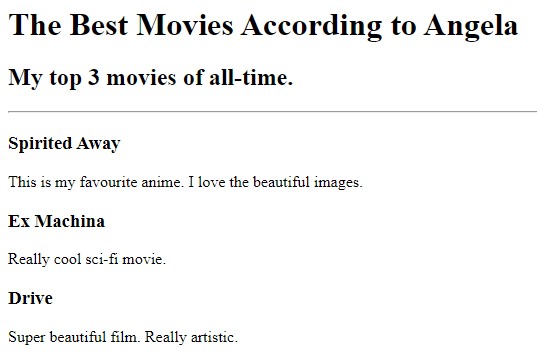 The Best Movies According to Angela
My top 3 movies of all-time.
Spirited Away
This is my favourite anime. I love the beautiful images.
Ex Machina
Really cool sci-fi movie.
Drive
Super beautiful film. Really artistic.